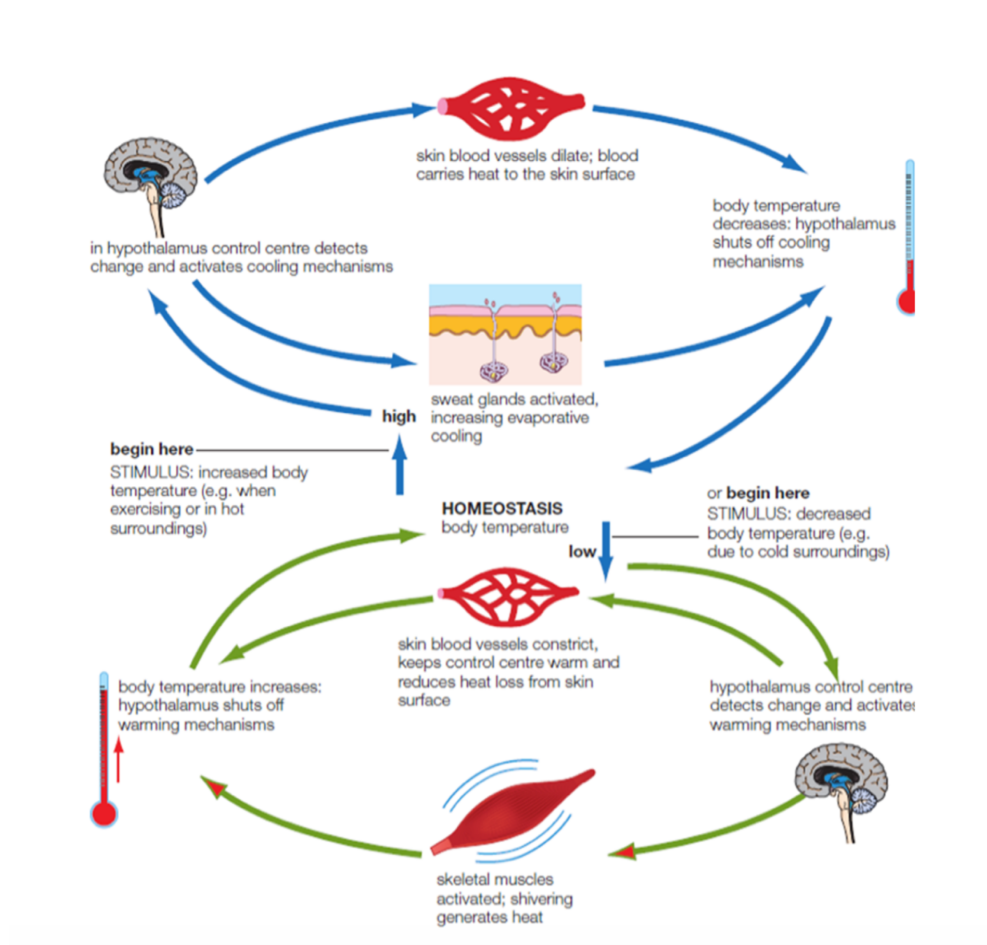 skin blood vessels dilate; blood
carries heat to the skin surface
body temperature
decreases: hypothalamus
shuts off cooling
mechanisms
in hypothalamus control centre detects
change and activates cooling mechanisms
sweat glands activated,
increasing evaporative
cooling
high
begin here
STIMULUS: increased body
temperature (e.g. when
exercising or in hot
surroundings)
HOMEOSTASIS
body temperature
low
or begin here
STIMULUS: decreased
body temperature (e.g.
due to cold surroundings)
skin blood vessels constrict,
keeps control centre warm and
reduces heat loss from skin
surface
body temperature increases:
hypothalamus shuts off
warming mechanisms
hypothalamus control centre
detects change and activates
warming mechanisms
skeletal muscles
activated; shivering
generates heat